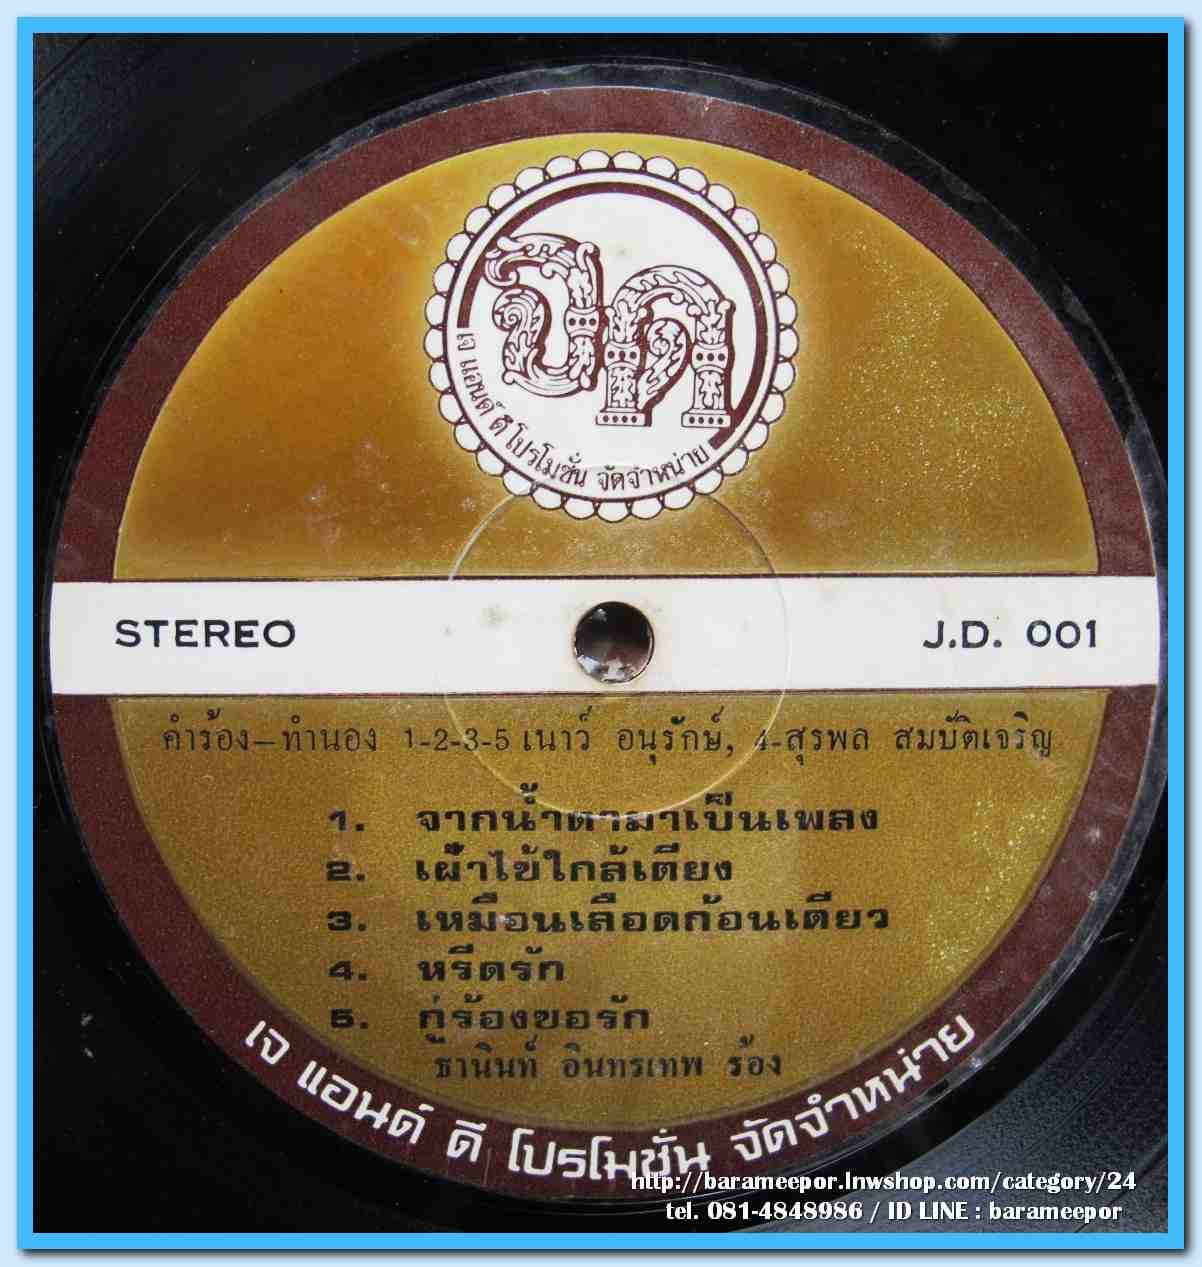 จด
เจ แอนด์ ดี โปรโมชั่น จัดจำหน่าย
STEREO
J.D. 001
คำร้อง–ทำนอง 1-2-3-5 เนาว์ อนุรักษ์, 4-สุรพล สมบัติเจริญ
1. จากน้ำตามาเป็นเพลง
2. เฝ้าไข้ใกล้เตียง
3. เหมือนเลือดก้อนเดียว
4. หรีดรัก
5. กู่ร้องขอรัก
ธานินท์ อินทรเทพ ร้อง
เจ แอนด์ ดี โปรโมชั่น จัดจำหน่าย
http://barameepor.lnwshop.com/category/24
tel. 081-4848986 / ID LINE : barameepor